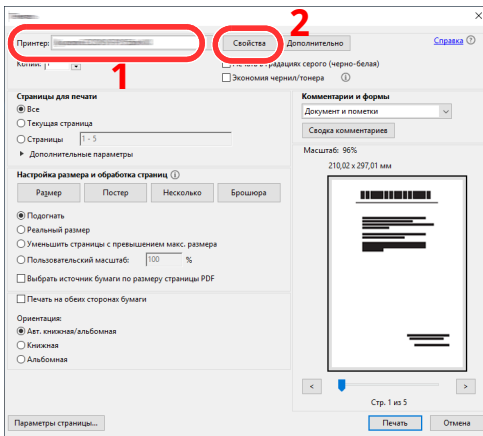 2
Принтер:
Свойства
Дополнительно
Справка
1
Копий: 1
Печать в градациях серого (черно-белая)
Экономия чернил/тонера
Страницы для печати
Все
Текущая страница
Страницы
1 - 5
Дополнительные параметры
Настройка размера и обработка страниц
Размер
Постер
Несколько
Брошюра
Подогнать
Реальный размер
Уменьшить страницы с превышением макс. размера
Пользовательский масштаб:
100
%
Выбрать источник бумаги по размеру страницы PDF
Печать на обеих сторонах бумаги
Ориентация:
Авт. книжная/альбомная
Книжная
Альбомная
Комментарии и формы
Документ и пометки
Сводка комментариев
Масштаб: 96%
210,02 x 297,01 мм
<
>
Стр. 1 из 5
Параметры страницы...
Печать
Отмена